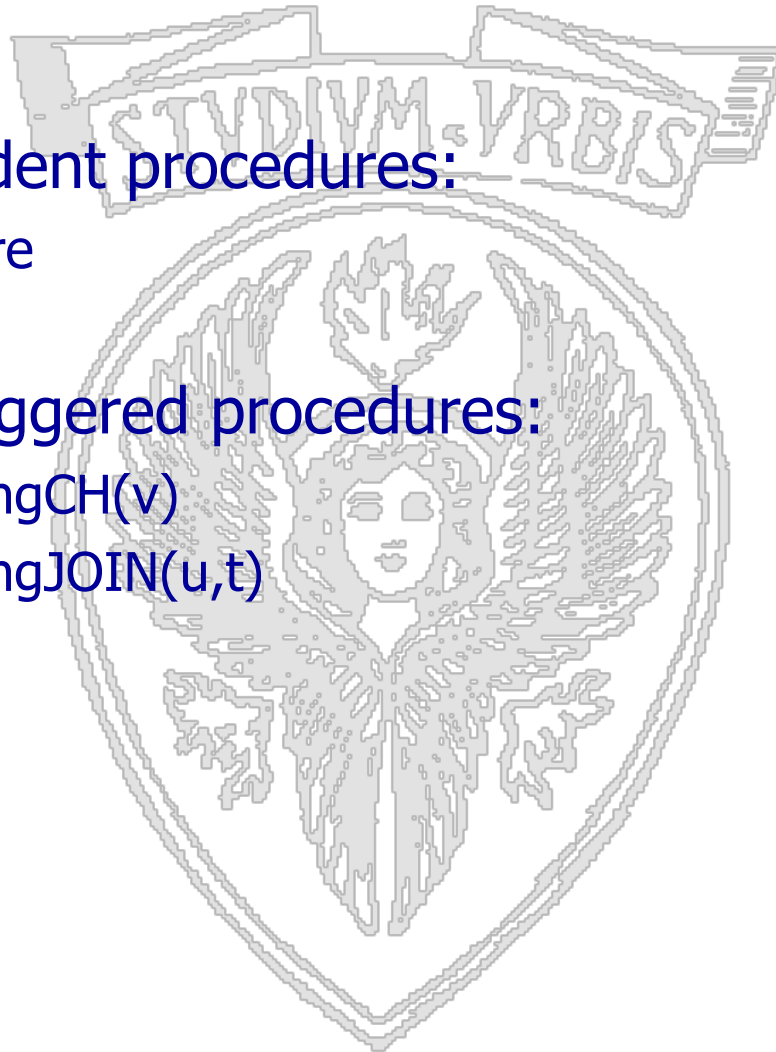 STVDIVM VRBIS
dent procedures:
re
ggered procedures:
ngCH(v)
ngJOIN(u,t)